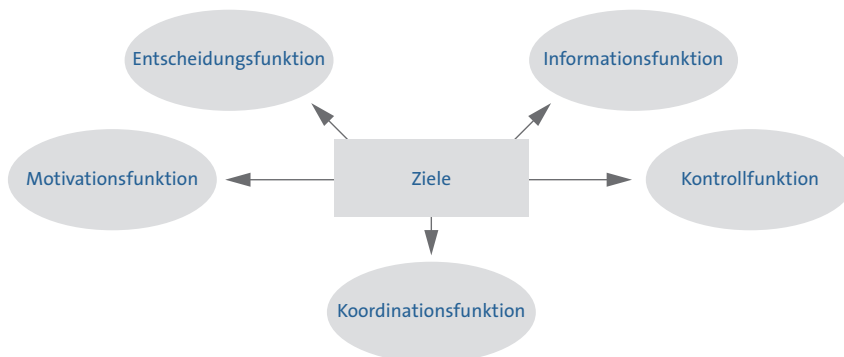 Entscheidungsfunktion
Informationsfunktion
Motivationsfunktion
Ziele
Kontrollfunktion
Koordinationsfunktion